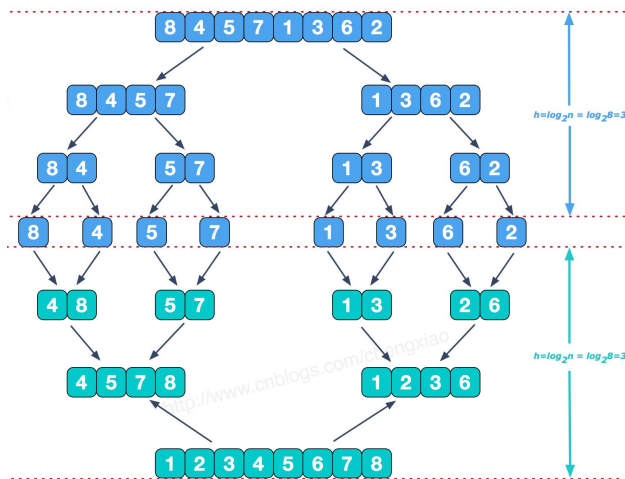 8 4 5 7 1 3 6 2
8 4 5 7 1 3 6 2
h=log2n = log28=3
8 4 5 7 1 3 6 2
8 4 5 7 1 3 6 2
4 8 5 7 1 3 2 6
h=log2n = log28=3
4 5 7 8 1 2 3 6
http://www.cnblogs.com/chengxiao
1 2 3 4 5 6 7 8